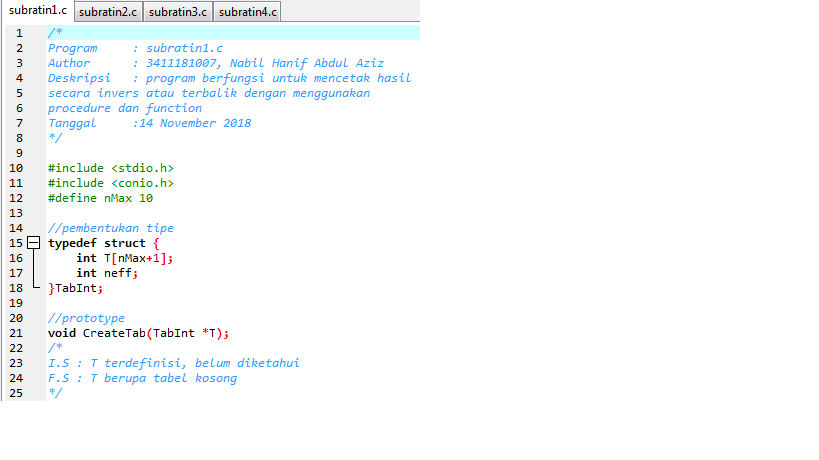 subratin1.c subratin2.c subratin3.c subratin4.c
1 /*
2 Program : subratin1.c
3 Author : 3411181007, Nabil Hanif Abdul Aziz
4 Deskripsi : program berfungsi untuk mencetak hasil
5 secara invers atau terbalik dengan menggunakan
6 procedure dan function
7 Tanggal :14 November 2018
8 */
9
10 #include <stdio.h>
11 #include <conio.h>
12 #define nMax 10
13
14 //pembentukan tipe
15 typedef struct {
16 int T[nMax+1];
17 int neff;
18 }TabInt;
19
20 //prototype
21 void CreateTab(TabInt *T);
22 /*
23 I.S : T terdefinisi, belum diketahui
24 F.S : T berupa tabel kosong
25 */